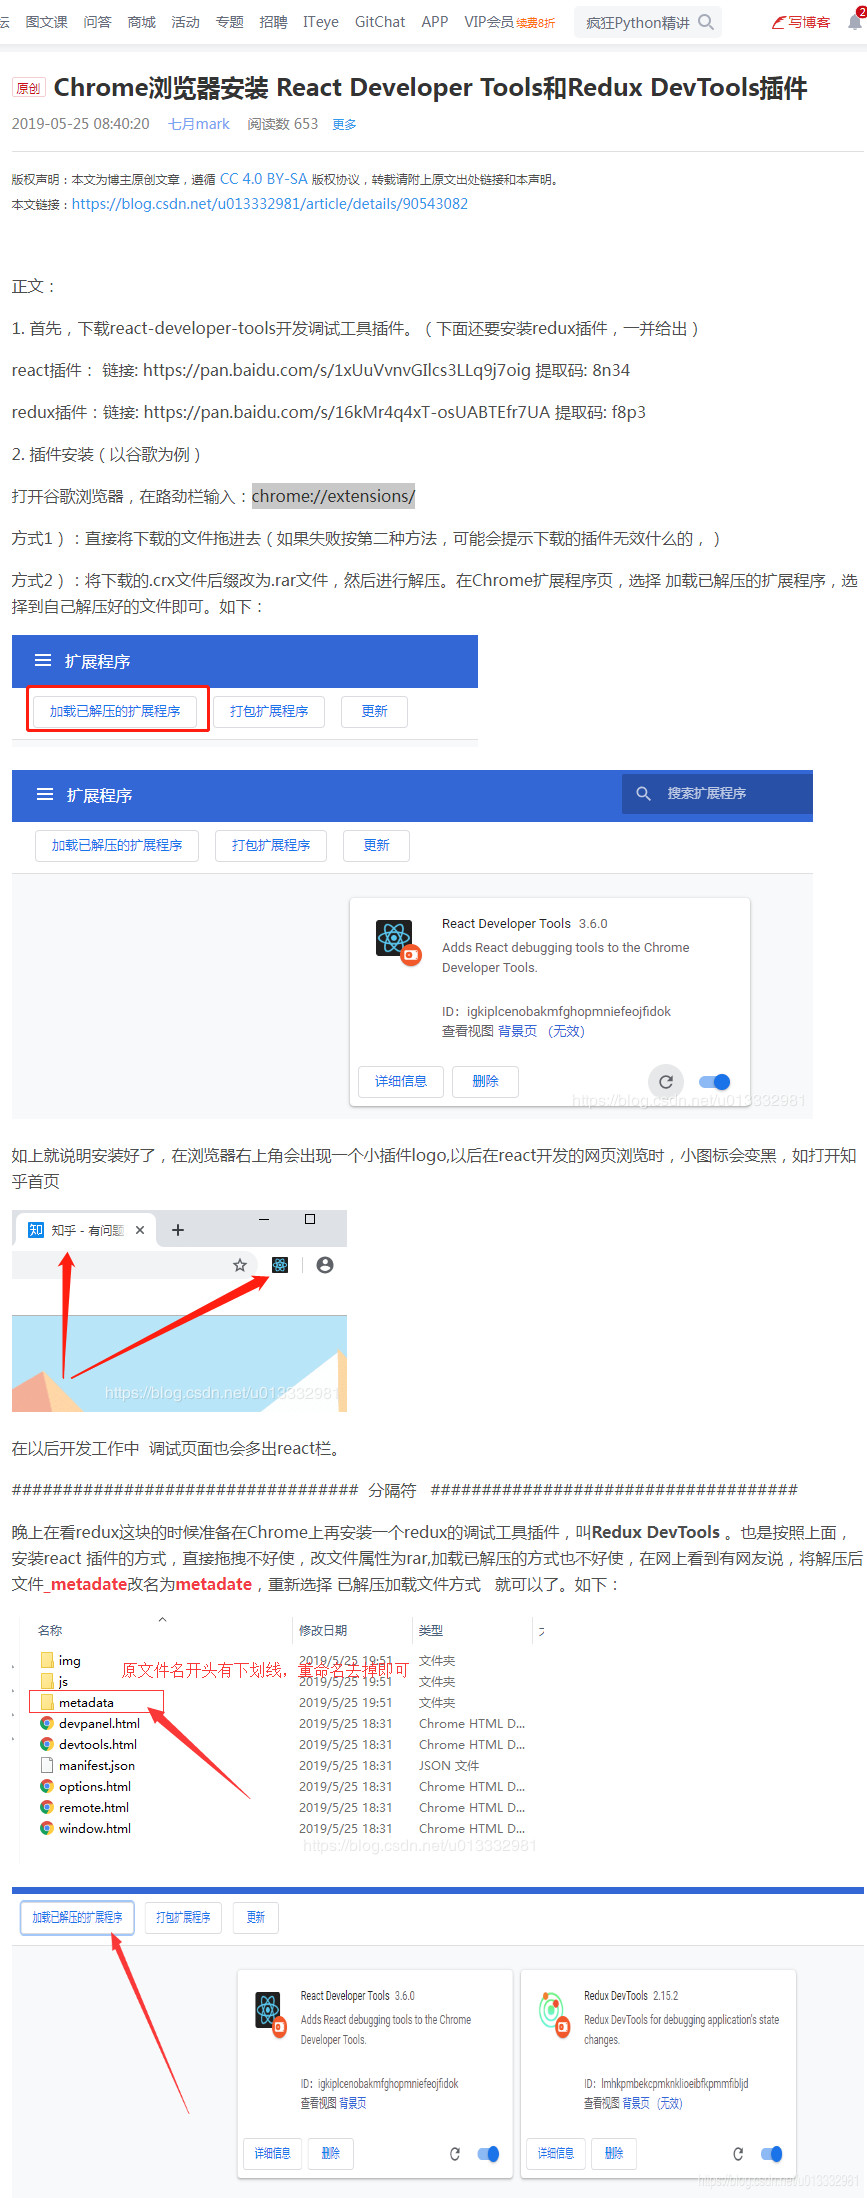 坛 图文课 问答 商城 活动 专题 招聘 ITeye GitChat APP VIP会员 续费8折 疯狂Python精讲 写博客 2
原创 Chrome浏览器安装 React Developer Tools和Redux DevTools插件
2019-05-25 08:40:20 七月mark 阅读数 653 更多
版权声明：本文为博主原创文章，遵循 CC 4.0 BY-SA 版权协议，转载请附上原文出处链接和本声明。
本文链接：https://blog.csdn.net/u013332981/article/details/90543082
正文：
1. 首先，下载react-developer-tools开发调试工具插件。（下面还要安装redux插件，一并给出）
react插件： 链接: https://pan.baidu.com/s/1xUuVvnvGIlcs3LLq9j7oig 提取码: 8n34
redux插件：链接: https://pan.baidu.com/s/16kMr4q4xT-osUABTEfr7UA 提取码: f8p3
2. 插件安装（以谷歌为例）
打开谷歌浏览器，在路劲栏输入：chrome://extensions/
方式1）：直接将下载的文件拖进去（如果失败按第二种方法，可能会提示下载的插件无效什么的，）
方式2）：将下载的.crx文件后缀改为.rar文件，然后进行解压。在Chrome扩展程序页，选择 加载已解压的扩展程序，选
择到自己解压好的文件即可。如下：
扩展程序
加载已解压的扩展程序 打包扩展程序 更新
扩展程序 搜索扩展程序
加载已解压的扩展程序 打包扩展程序 更新
React Developer Tools 3.6.0
Adds React debugging tools to the Chrome
Developer Tools.
ID：igkiplcenobakmfghopmniefeojfidok
查看视图 背景页 （无效）
详细信息 删除
https://blog.csdn.net/u013332981
如上就说明安装好了，在浏览器右上角会出现一个小插件logo,以后在react开发的网页浏览时，小图标会变黑，如打开知
乎首页
知 知乎 - 有问题
https://blog.csdn.net/u013332981
在以后开发工作中 调试页面也会多出react栏。
################################## 分隔符 ####################################
晚上在看redux这块的时候准备在Chrome上再安装一个redux的调试工具插件，叫Redux DevTools 。也是按照上面，
安装react 插件的方式，直接拖拽不好使，改文件属性为rar,加载已解压的方式也不好使，在网上看到有网友说，将解压后
文件_metadate改名为metadate，重新选择 已解压加载文件方式 就可以了。如下：
名称 修改日期 类型
img 2019/5/25 19:51 文件夹
原文件名开头有下划线，重命名去掉即可
js 2019/5/25 19:51 文件夹
metadata 2019/5/25 19:51 文件夹
devpanel.html 2019/5/25 18:31 Chrome HTML D...
devtools.html 2019/5/25 18:31 Chrome HTML D...
manifest.json 2019/5/25 18:31 JSON 文件
options.html 2019/5/25 18:31 Chrome HTML D...
remote.html 2019/5/25 18:31 Chrome HTML D...
window.html 2019/5/25 18:31 Chrome HTML D...
https://blog.csdn.net/u013332981
加载已解压的扩展程序 打包扩展程序 更新
React Developer Tools 3.6.0 Redux DevTools 2.15.2
Adds React debugging tools to the Chrome Redux DevTools for debugging application's state
Developer Tools. changes.
ID：igkiplcenobakmfghopmniefeojfidok ID：lmhkpmbekcpmknklioeibfkpmmfibljd
查看视图 背景页 查看视图 背景页 （无效）
详细信息 删除 详细信息 删除
https://blog.csdn.net/u013332981